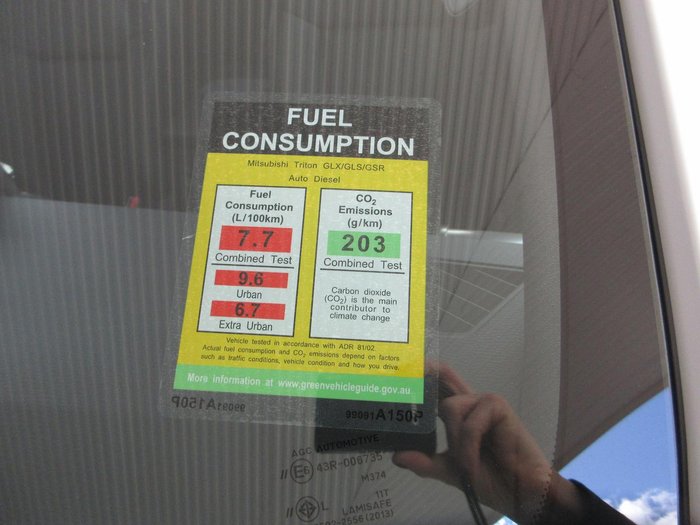 FUEL
CONSUMPTION
Mitsubishi Triton GLX/GLS/GSR
Auto Diesel
Fuel
Consumption
(L/100km)
7.7
Combined Test
9.6
Urban
6.7
Extra Urban
CO2
Emissions
(g/km)
203
Combined Test
Carbon dioxide
(CO2) is the main
contributor to
climate change
Vehicle tested in accordance with ADR 81/02
Actual fuel consumption and CO2 emissions depend on factors
such as traffic conditions, vehicle condition and how you drive.
More information at www.greenvehicleguide.gov.au
99091A150P
99091A150P
AGC AUTOMOTIVE
E6 43R-006735
M374
11T
LAMISAFE